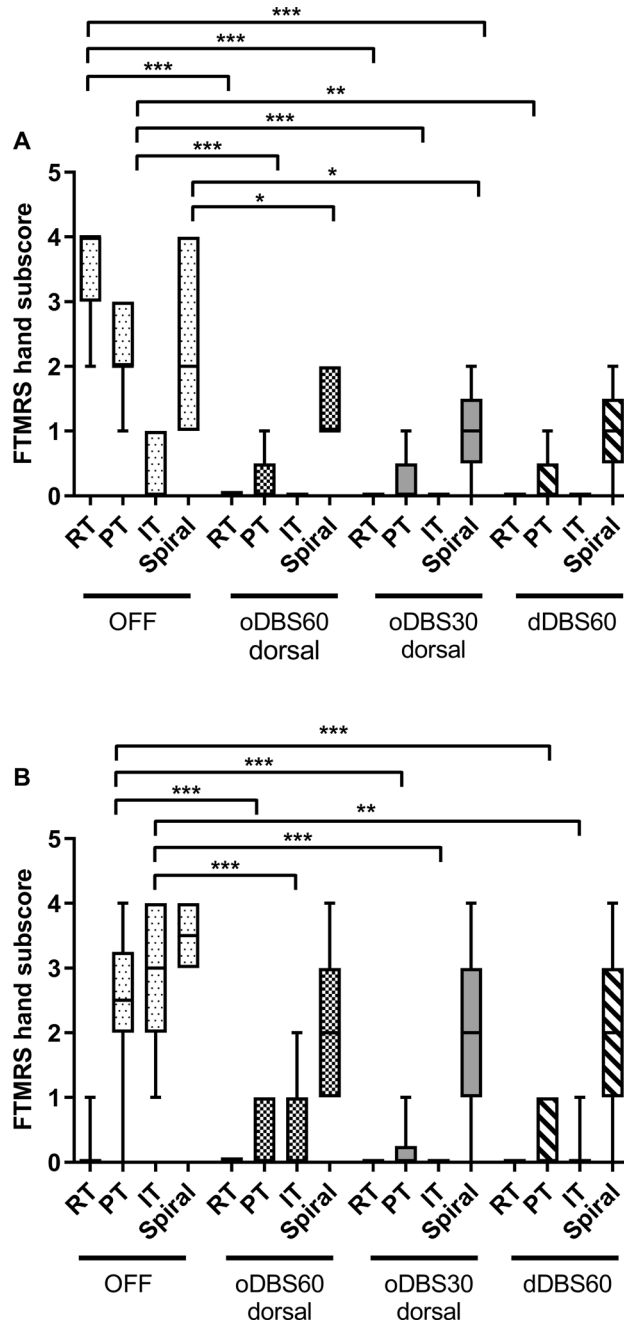 ***
***
***
**
***
***
*
*
A
FTMRS hand subscore
5
4
3
2
1
0
RT PT IT Spiral RT PT IT Spiral RT PT IT Spiral RT PT IT Spiral
OFF oDBS60 oDBS30 dDBS60
dorsal dorsal
***
***
***
**
***
***
B
FTMRS hand subscore
5
4
3
2
1
0
RT PT IT Spiral RT PT IT Spiral RT PT IT Spiral RT PT IT Spiral
OFF oDBS60 oDBS30 dDBS60
dorsal dorsal